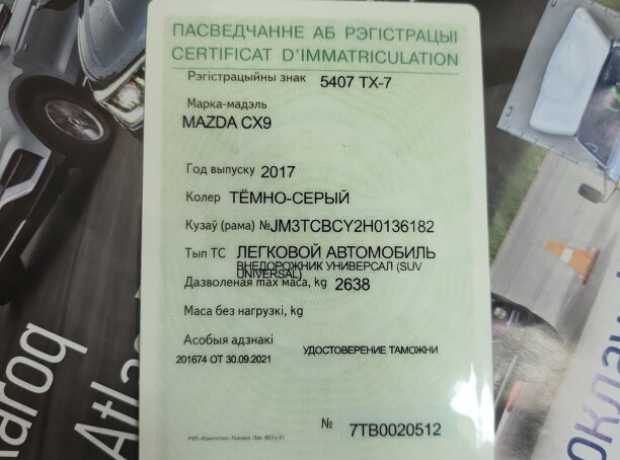 ПАСВЕДЧАННЕ АБ РЭГІСТРАЦЫІ
CERTIFICAT D'IMMATRICULATION
Рэгістрацыйны знак 5407 TX-7
Марка-мадэль
MAZDA CX9
Год выпуску 2017
Колер ТЁМНО-СЕРЫЙ
Кузаў (рама) №JM3TCBCY2H0136182
Тып ТС ЛЕГКОВОЙ АВТОМОБИЛЬ
ВНЕДОРОЖНИК УНИВЕРСАЛ (SUV
UNIVERSAL)
Дазволеная max маса, kg 2638
Маса без нагрузкі, kg
Асобыя адзнакі
201674 ОТ 30.09.2021 УДОСТОВЕРЕНИЕ ТАМОЖНИ
№ 7TB0020512
Atla